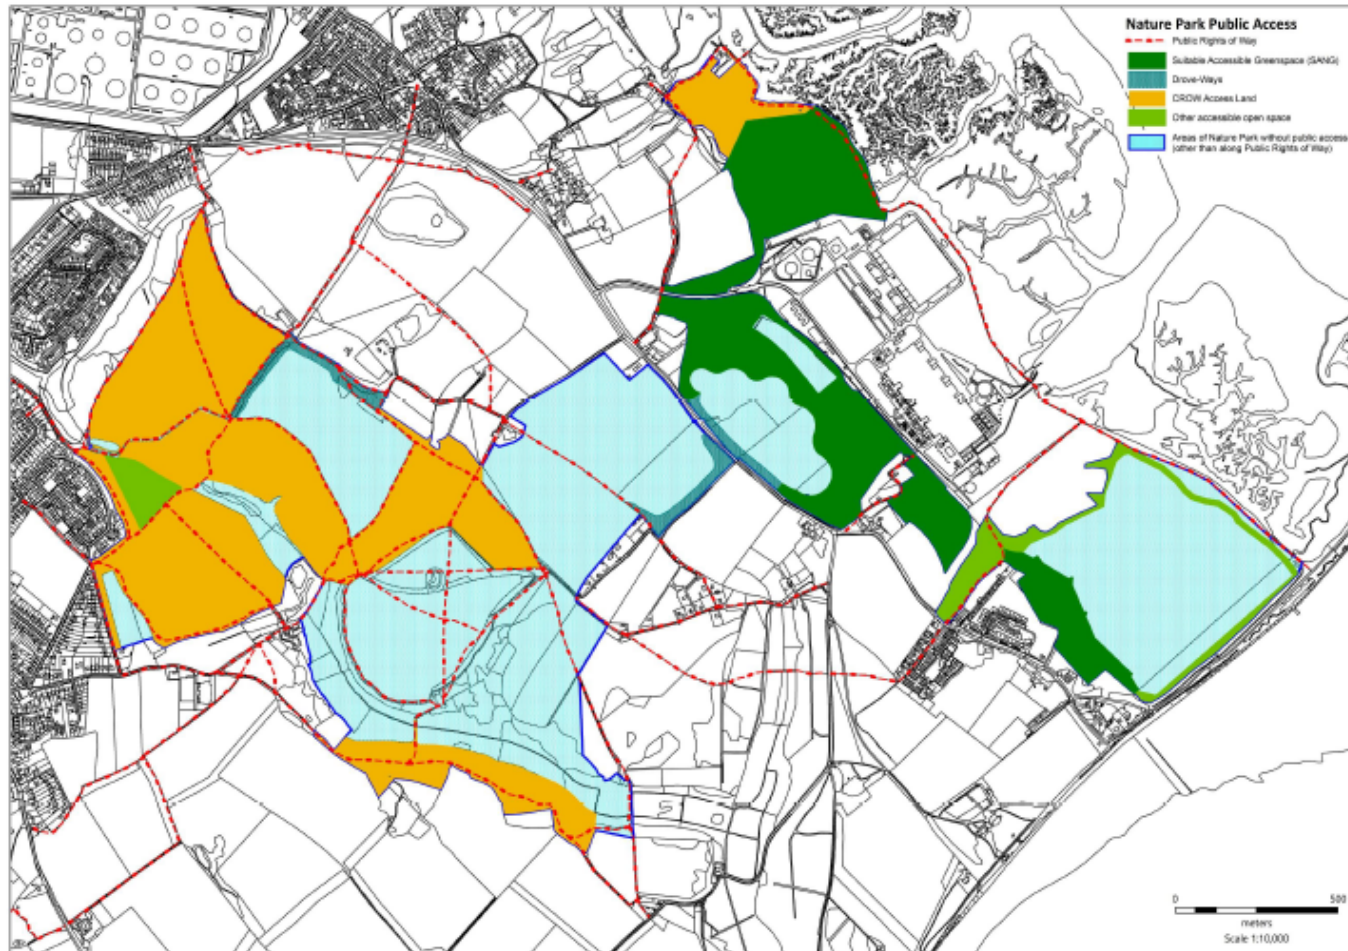 Nature Park Public Access
Public Rights of Way
Suitable Accessible Greenspace (SANG)
Drove-Ways
CROW Access Land
Other accessible open space
Areas of Nature Park without public access
(other than along Public Rights of Way)
0 500
meters
Scale 1:10,000